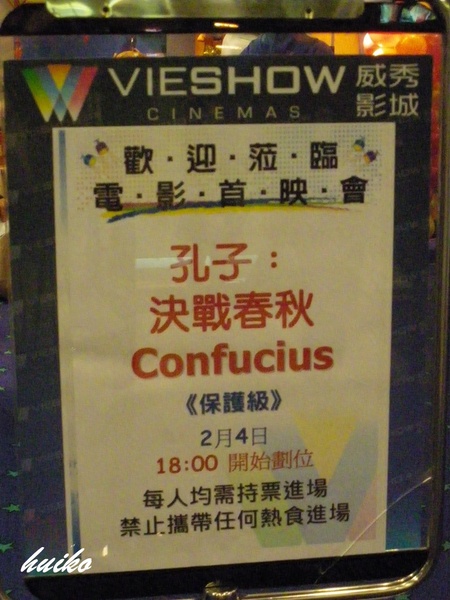 VIESHOW 威秀
CINEMAS 影城
歡·迎·蒞·臨
電·影·首·映·會
孔子：
決戰春秋
Confucius
《保護級》
2月4日
18:00 開始劃位
每人均需持票進場
禁止攜帶任何熱食進場
huiko